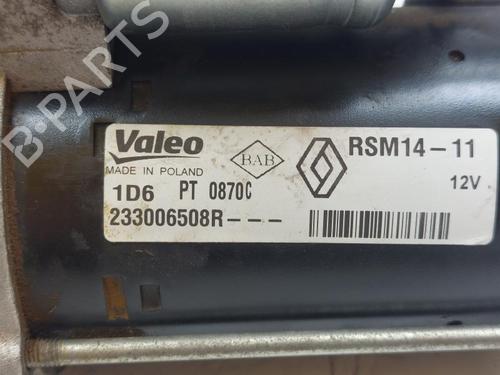 B-PARTS
Valeo
MADE IN POLAND
BAB
RSM14-11
12V
1D6 PT 0870C
233006508R---